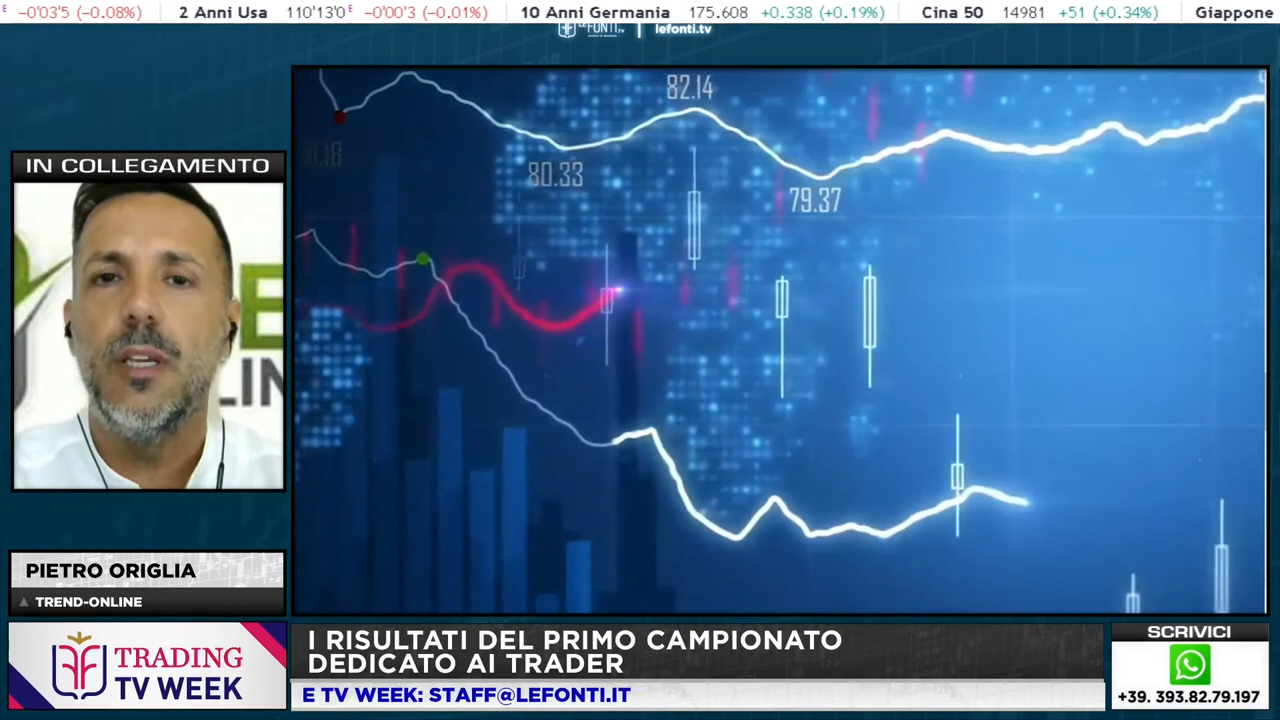 E −0'03'5 (−0.08%) 2 Anni Usa 110'13'0 E −0'00'3 (−0.01%) 10 Anni Germania 175.608 +0.338 (+0.19%) Cina 50 14981 +51 (+0.34%) Giappone
LEFONTI.TV lefonti.tv
82.14
80.33
79.37
IN COLLEGAMENTO
PIETRO ORIGLIA
TREND-ONLINE
TRADING
TV WEEK
I RISULTATI DEL PRIMO CAMPIONATO
DEDICATO AI TRADER
E TV WEEK: STAFF@LEFONTI.IT
SCRIVICI
+39. 393.82.79.197